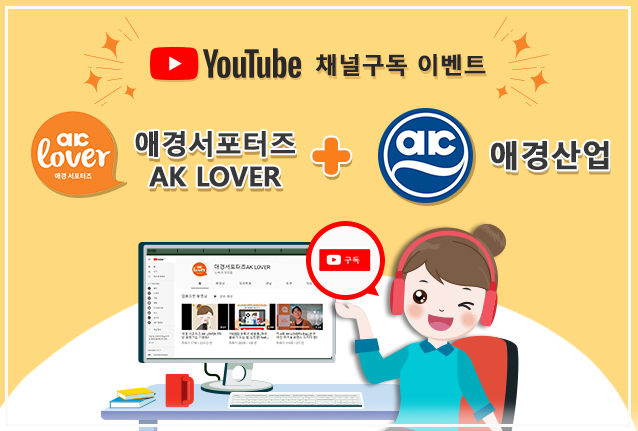 YouTube 채널구독 이벤트
ak
lover
애경 서포터즈
애경서포터즈
AK LOVER
ak
애경산업
구독
애경서포터즈AK LOVER